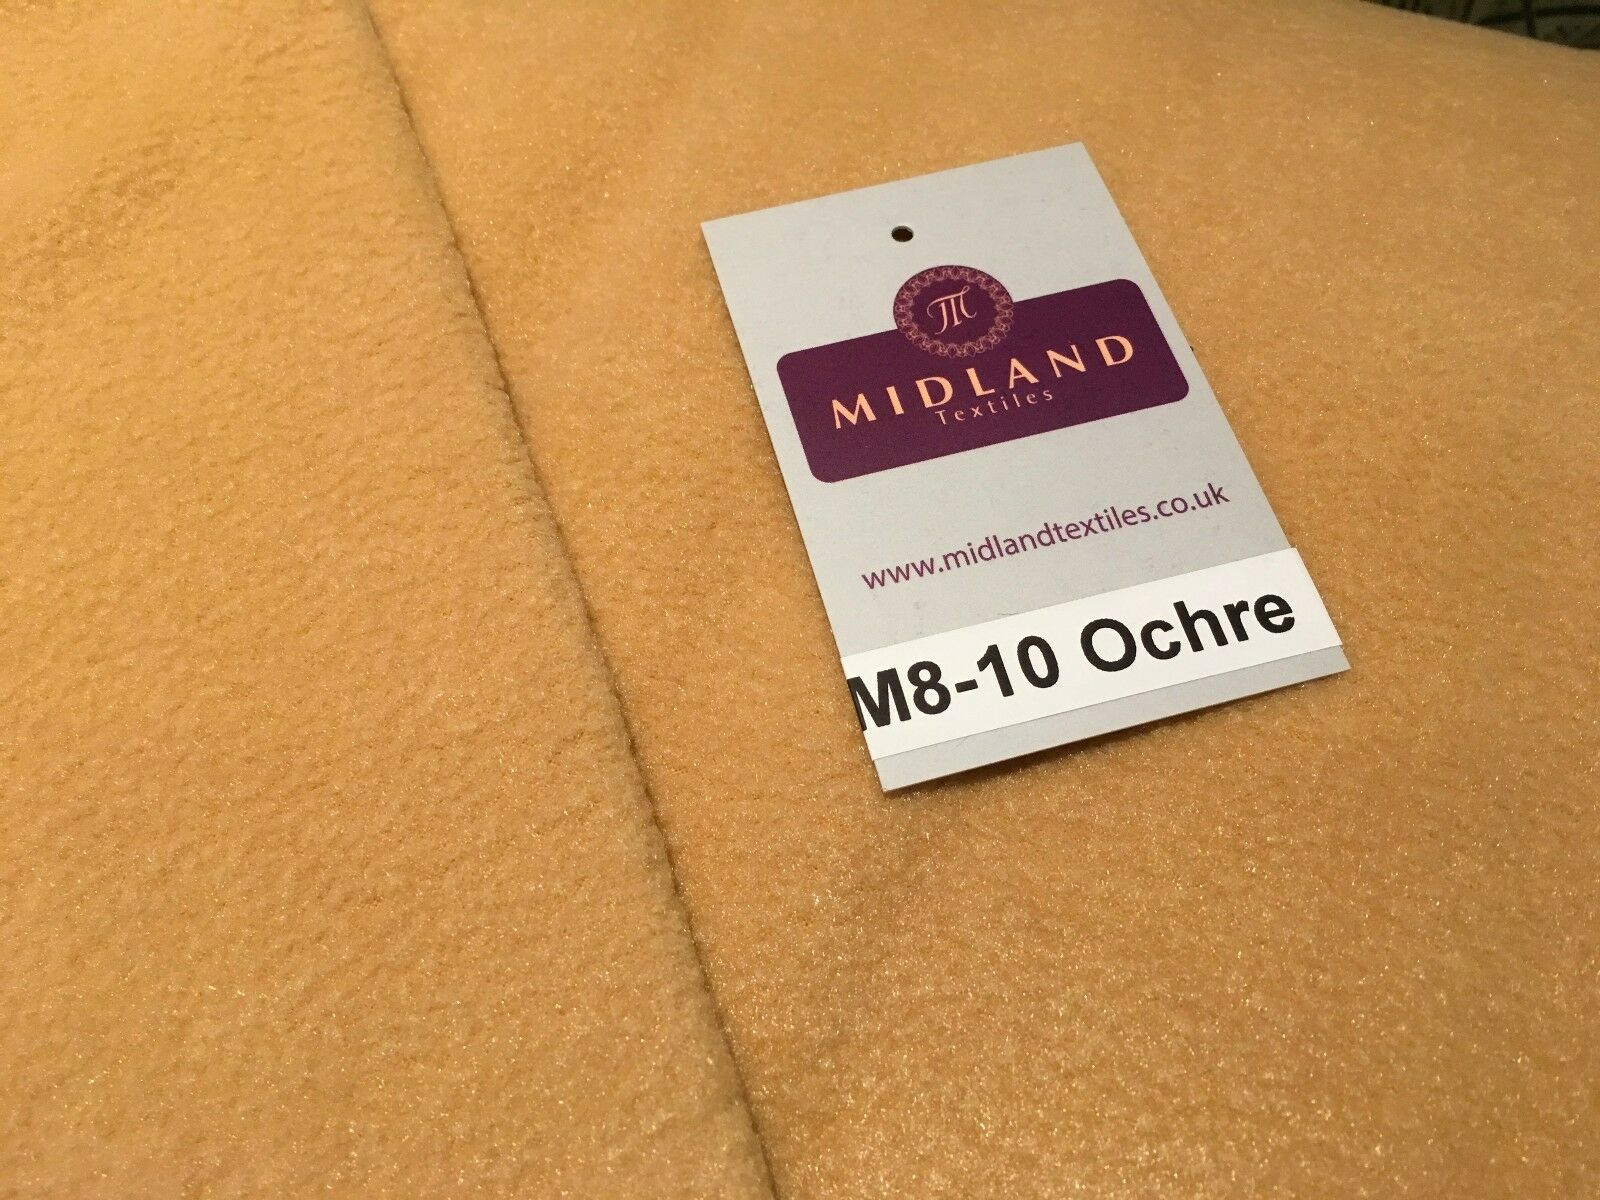 M
MIDLAND
Textiles
www.midlandtextiles.co.uk
M8-10 Ochre